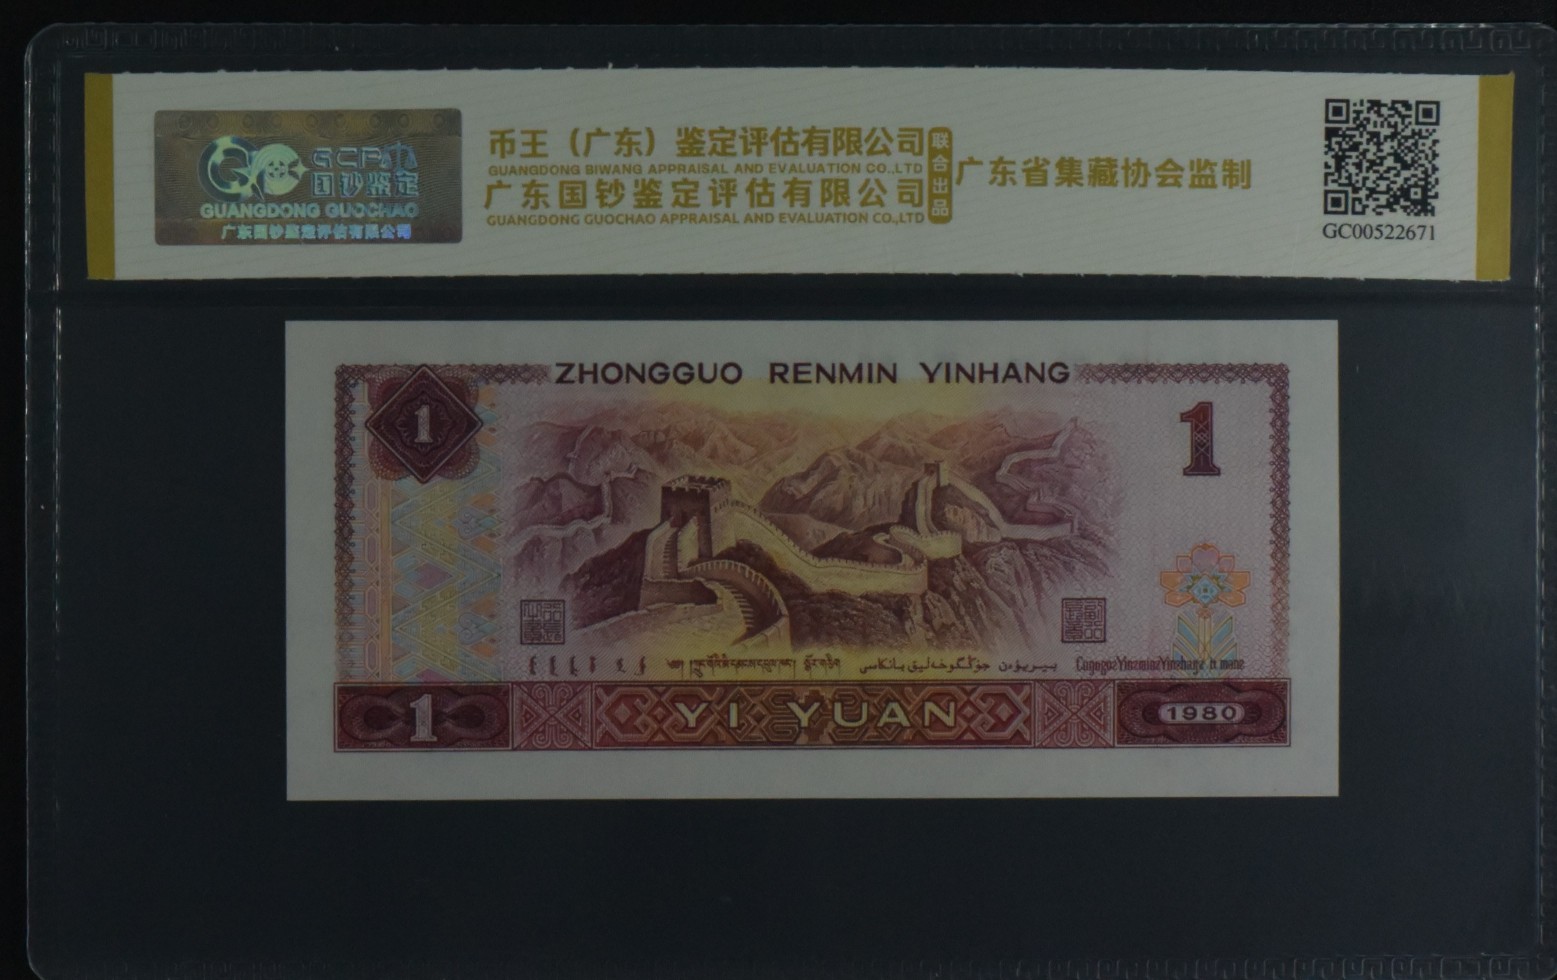 GCPA
国钞鉴定
GUANGDONG GUOCHAO
广东国钞鉴定评估有限公司
币王（广东）鉴定评估有限公司
GUANGDONG BIWANG APPRAISAL AND EVALUATION CO.,LTD
广东国钞鉴定评估有限公司
GUANGDONG GUOCHAO APPRAISAL AND EVALUATION CO.,LTD
联合出品
广东省集藏协会监制
GC00522671
ZHONGGUO RENMIN YINHANG
1
1
1
YI YUAN
1980